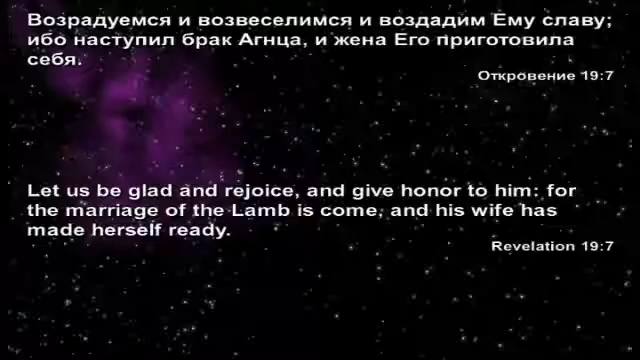 Возрадуемся и возвеселимся и воздадим Ему славу;
ибо наступил брак Агнца, и жена Его приготовила
себя.
Откровение 19:7
Let us be glad and rejoice, and give honor to him: for
the marriage of the Lamb is come, and his wife has
made herself ready.
Revelation 19:7